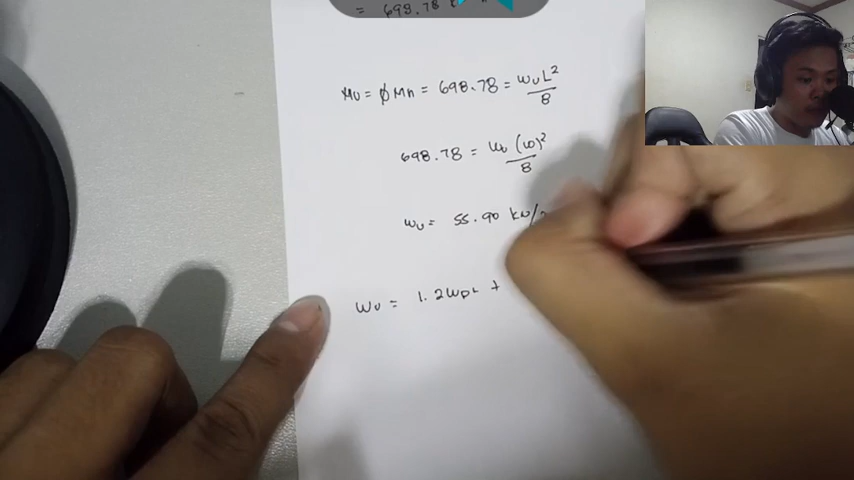 = 698.78 k
Mu = ϕMn = 698.78 = wuL²/8
698.78 = wu (10)²/8
wu = 55.90 kN/
wu = 1.2wDL +